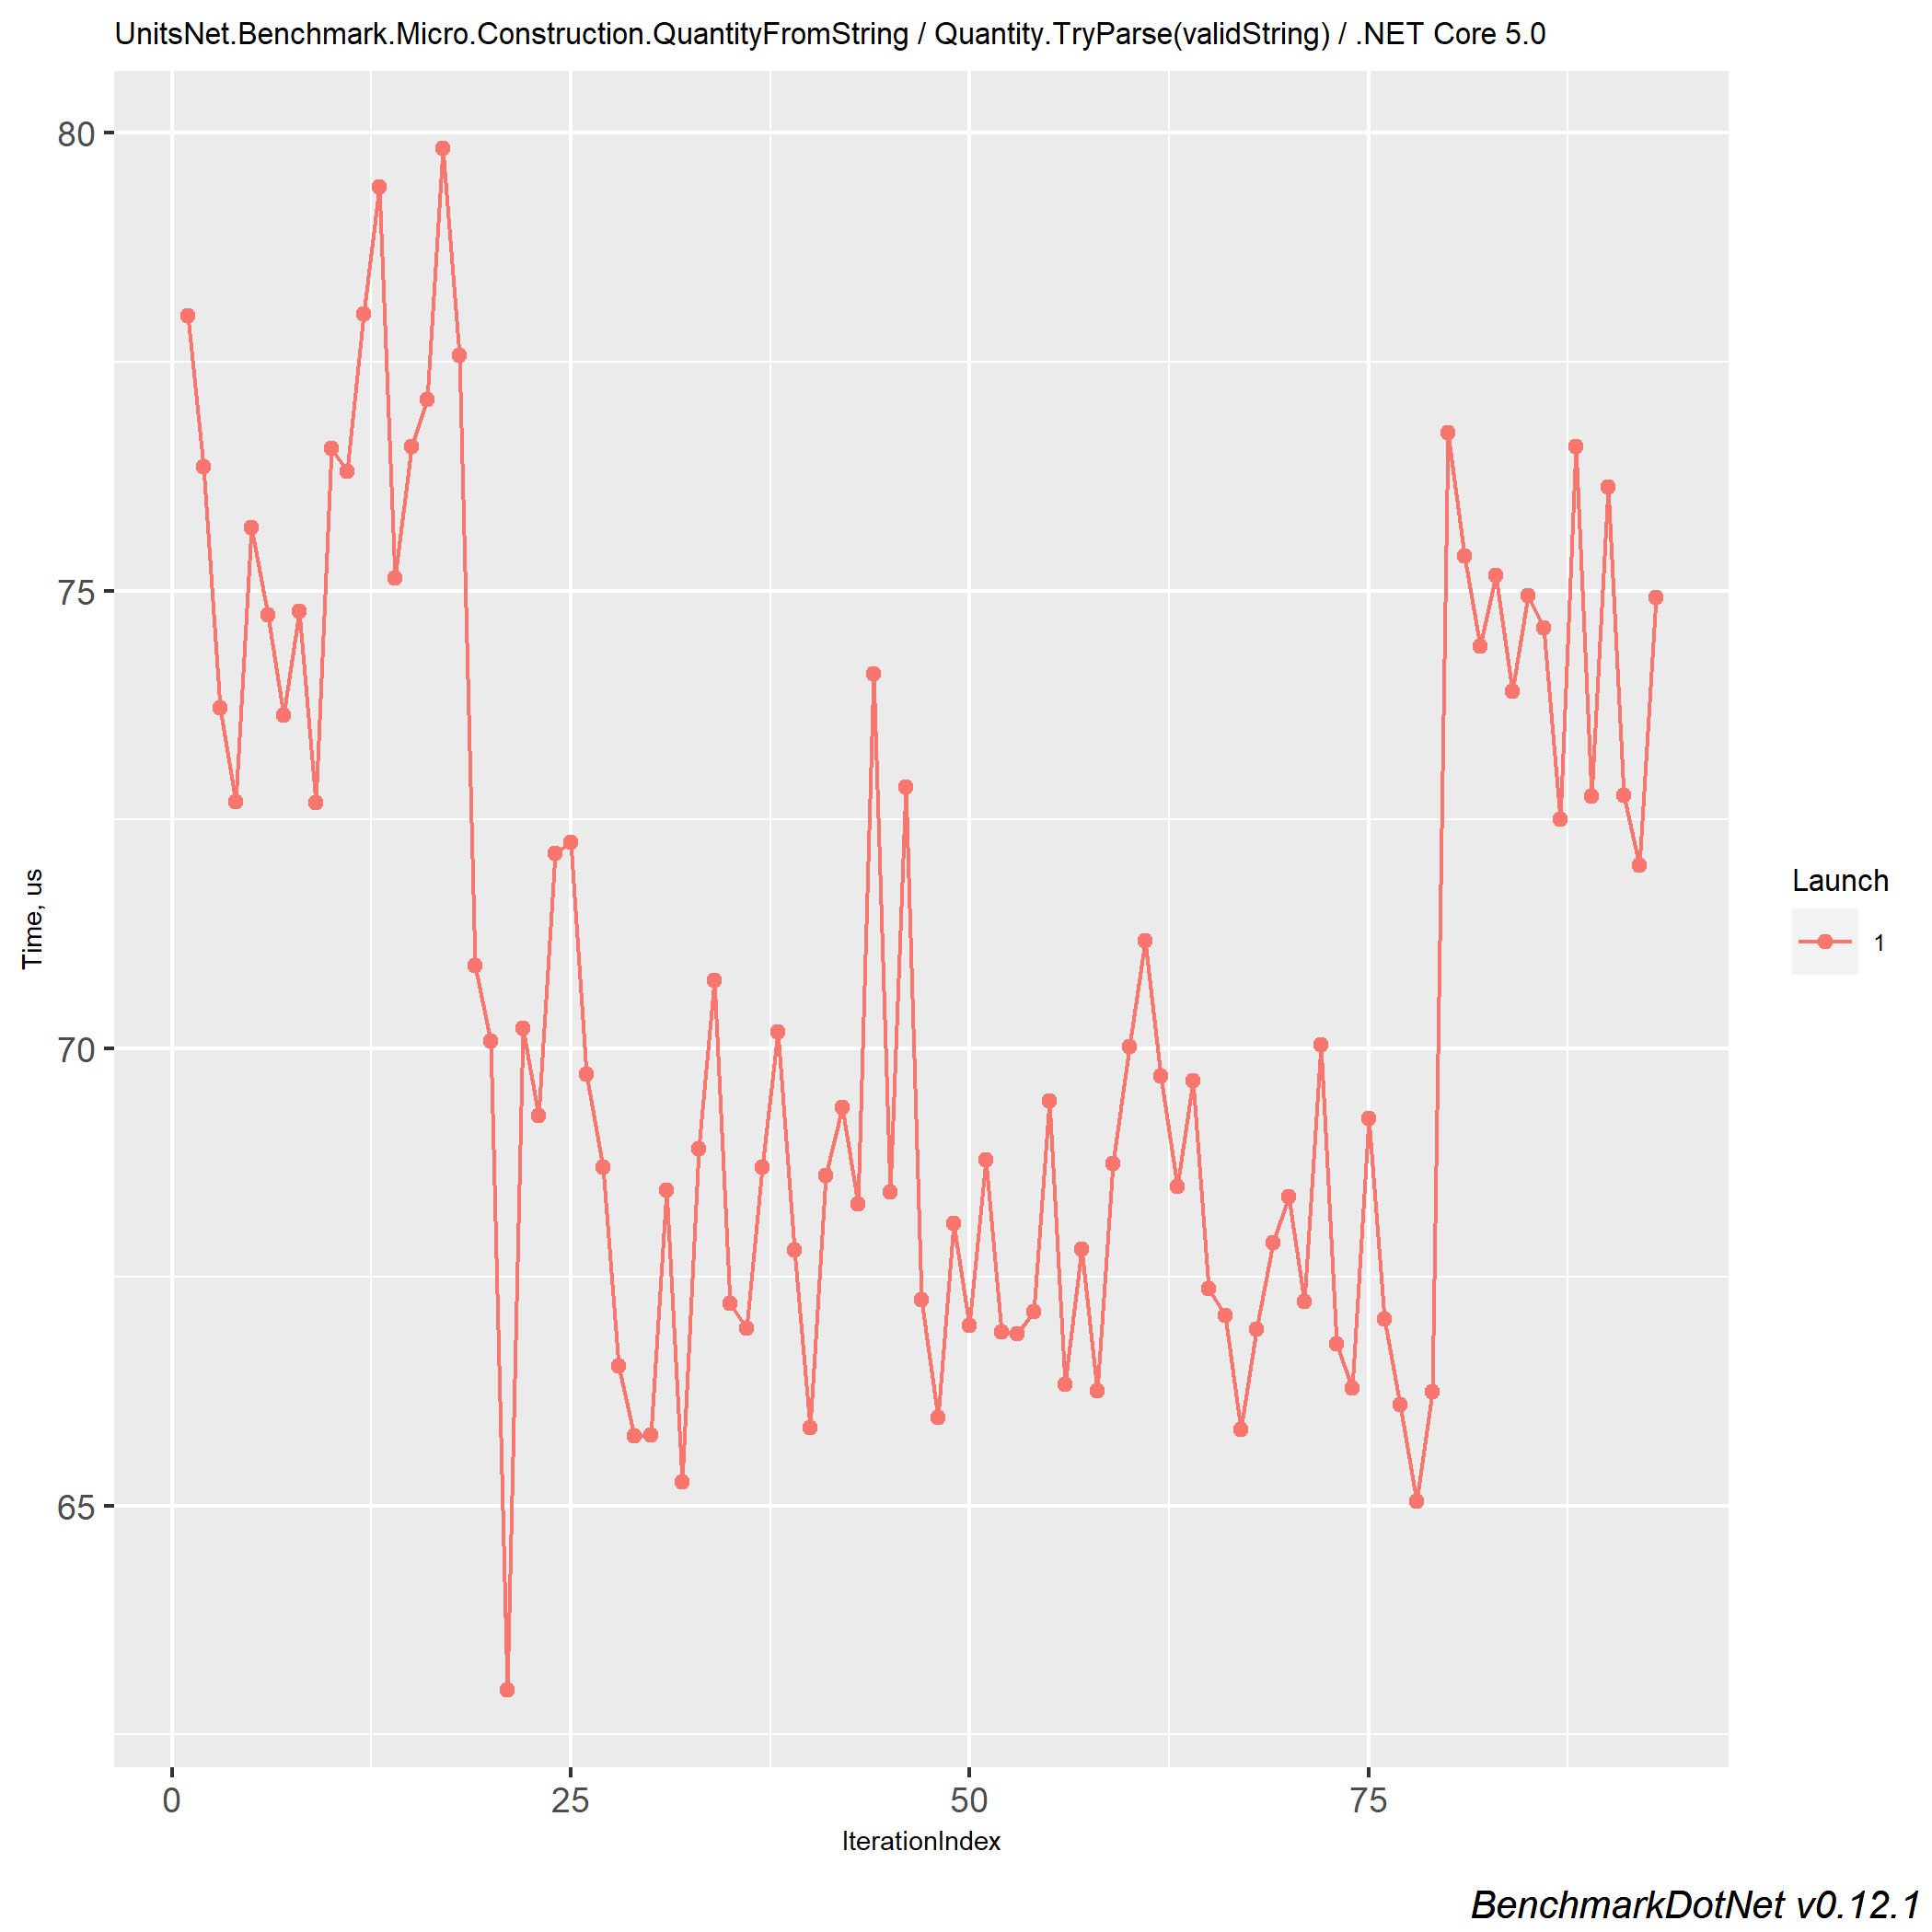 UnitsNet.Benchmark.Micro.Construction.QuantityFromString / Quantity.TryParse(validString) / .NET Core 5.0
80
75
70
65
Time, us
0 25 50 75
IterationIndex
Launch
1
BenchmarkDotNet v0.12.1